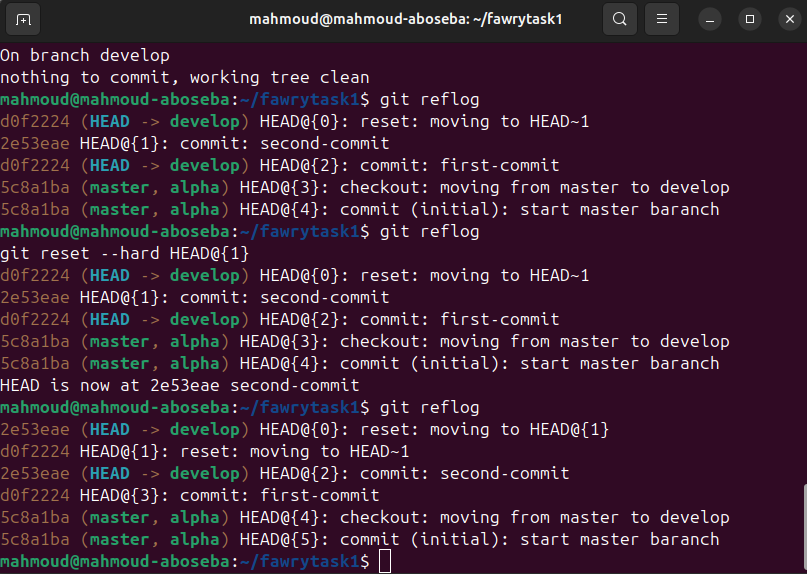 mahmoud@mahmoud-aboseba: ~/fawrytask1
On branch develop
nothing to commit, working tree clean
mahmoud@mahmoud-aboseba:~/fawrytask1$ git reflog
d0f2224 (HEAD -> develop) HEAD@{0}: reset: moving to HEAD~1
2e53eae HEAD@{1}: commit: second-commit
d0f2224 (HEAD -> develop) HEAD@{2}: commit: first-commit
5c8a1ba (master, alpha) HEAD@{3}: checkout: moving from master to develop
5c8a1ba (master, alpha) HEAD@{4}: commit (initial): start master baranch
mahmoud@mahmoud-aboseba:~/fawrytask1$ git reflog
git reset --hard HEAD@{1}
d0f2224 (HEAD -> develop) HEAD@{0}: reset: moving to HEAD~1
2e53eae HEAD@{1}: commit: second-commit
d0f2224 (HEAD -> develop) HEAD@{2}: commit: first-commit
5c8a1ba (master, alpha) HEAD@{3}: checkout: moving from master to develop
5c8a1ba (master, alpha) HEAD@{4}: commit (initial): start master baranch
HEAD is now at 2e53eae second-commit
mahmoud@mahmoud-aboseba:~/fawrytask1$ git reflog
2e53eae (HEAD -> develop) HEAD@{0}: reset: moving to HEAD@{1}
d0f2224 HEAD@{1}: reset: moving to HEAD~1
2e53eae (HEAD -> develop) HEAD@{2}: commit: second-commit
d0f2224 HEAD@{3}: commit: first-commit
5c8a1ba (master, alpha) HEAD@{4}: checkout: moving from master to develop
5c8a1ba (master, alpha) HEAD@{5}: commit (initial): start master baranch
mahmoud@mahmoud-aboseba:~/fawrytask1$